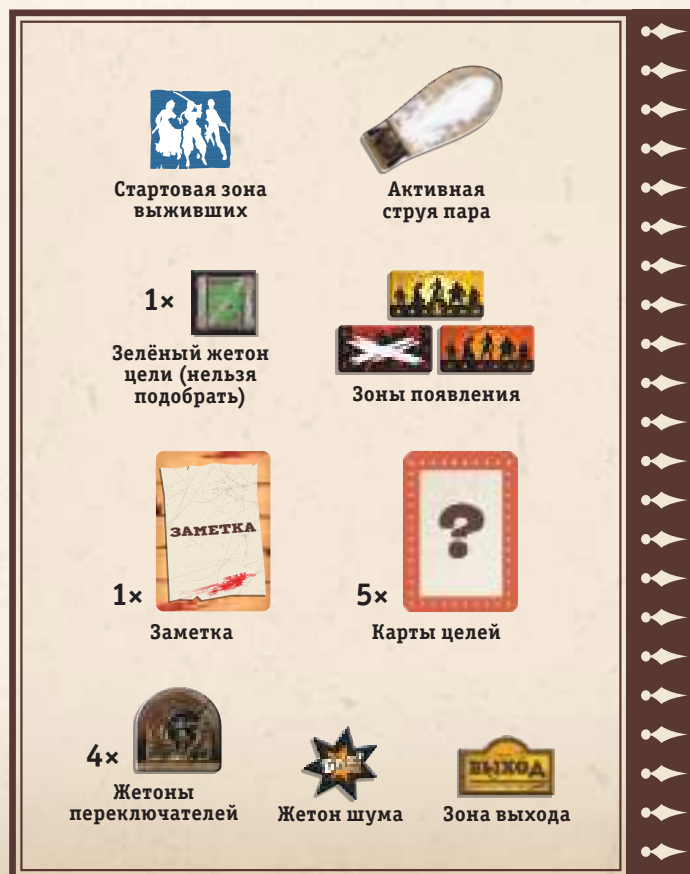 Стартовая зона
выживших
Активная
струя пара
1×
Зелёный жетон
цели (нельзя
подобрать)
Зоны появления
ЗАМЕТКА
1×
Заметка
?
5×
Карты целей
4×
Жетоны
переключателей
Жетон шума
ВЫХОД
Зона выхода